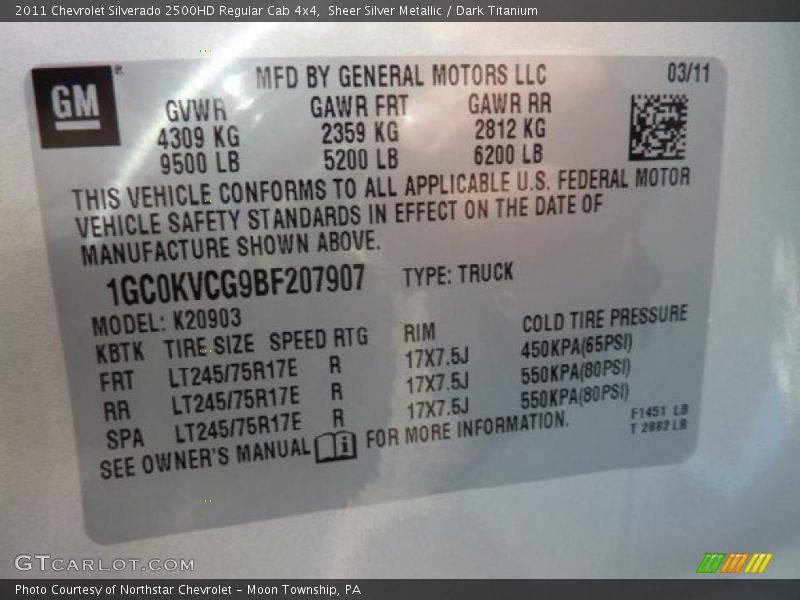 2011 Chevrolet Silverado 2500HD Regular Cab 4x4,  Sheer Silver Metallic / Dark Titanium
GM
MFD BY GENERAL MOTORS LLC
03/11
GVWR GAWR FRT GAWR RR
4309 KG 2359 KG 2812 KG
9500 LB 5200 LB 6200 LB
THIS VEHICLE CONFORMS TO ALL APPLICABLE U.S. FEDERAL MOTOR
VEHICLE SAFETY STANDARDS IN EFFECT ON THE DATE OF
MANUFACTURE SHOWN ABOVE.
1GC0KVCG9BF207907 TYPE: TRUCK
MODEL: K20903
KBTK TIRE SIZE SPEED RTG RIM COLD TIRE PRESSURE
FRT LT245/75R17E R 17X7.5J 450KPA(65PSI)
RR LT245/75R17E R 17X7.5J 550KPA(80PSI)
SPA LT245/75R17E R 17X7.5J 550KPA(80PSI)
SEE OWNER'S MANUAL FOR MORE INFORMATION.
F1451 LB
T 2882 LB
GTCARLOT.COM
Photo Courtesy of Northstar Chevrolet - Moon Township, PA